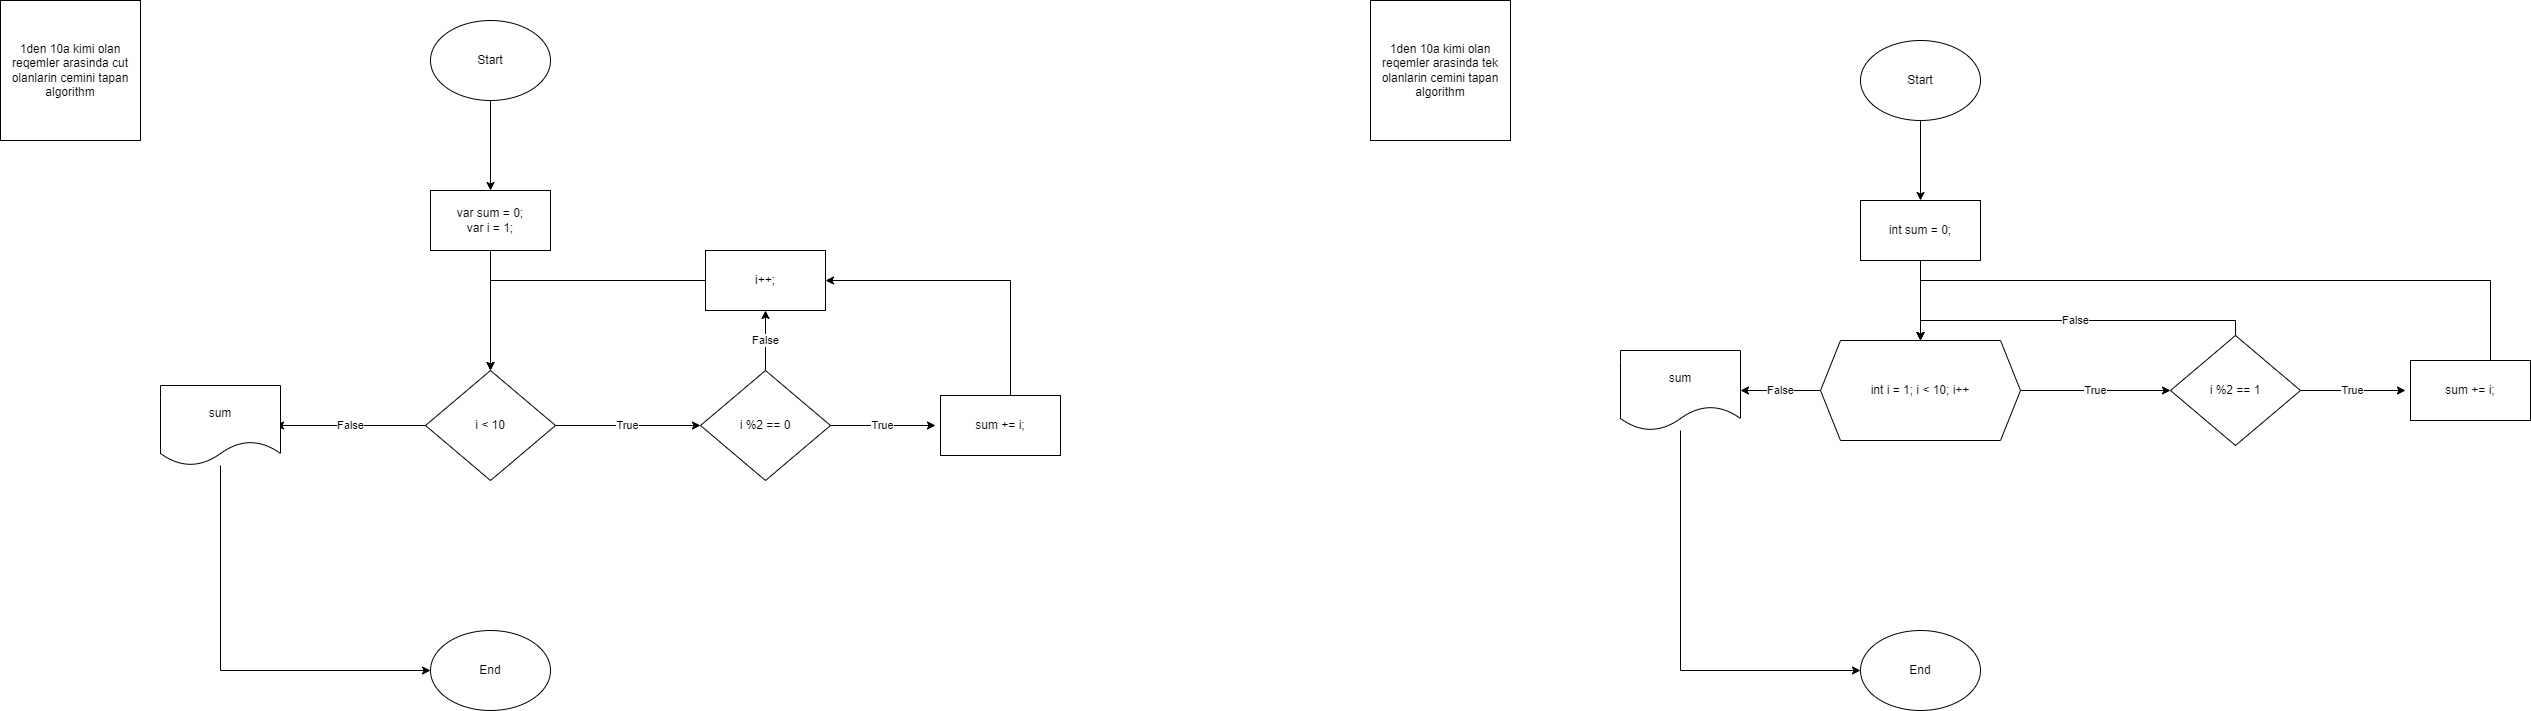 1den 10a kimi olan
reqemler arasinda cut
olanlarin cemini tapan
algorithm
Start
var sum = 0;
var i = 1;
i++;
False
sum
False
i < 10
True
i %2 == 0
True
sum += i;
End
1den 10a kimi olan
reqemler arasinda tek
olanlarin cemini tapan
algorithm
Start
int sum = 0;
False
sum
False
int i = 1; i < 10; i++
True
i %2 == 1
True
sum += i;
End